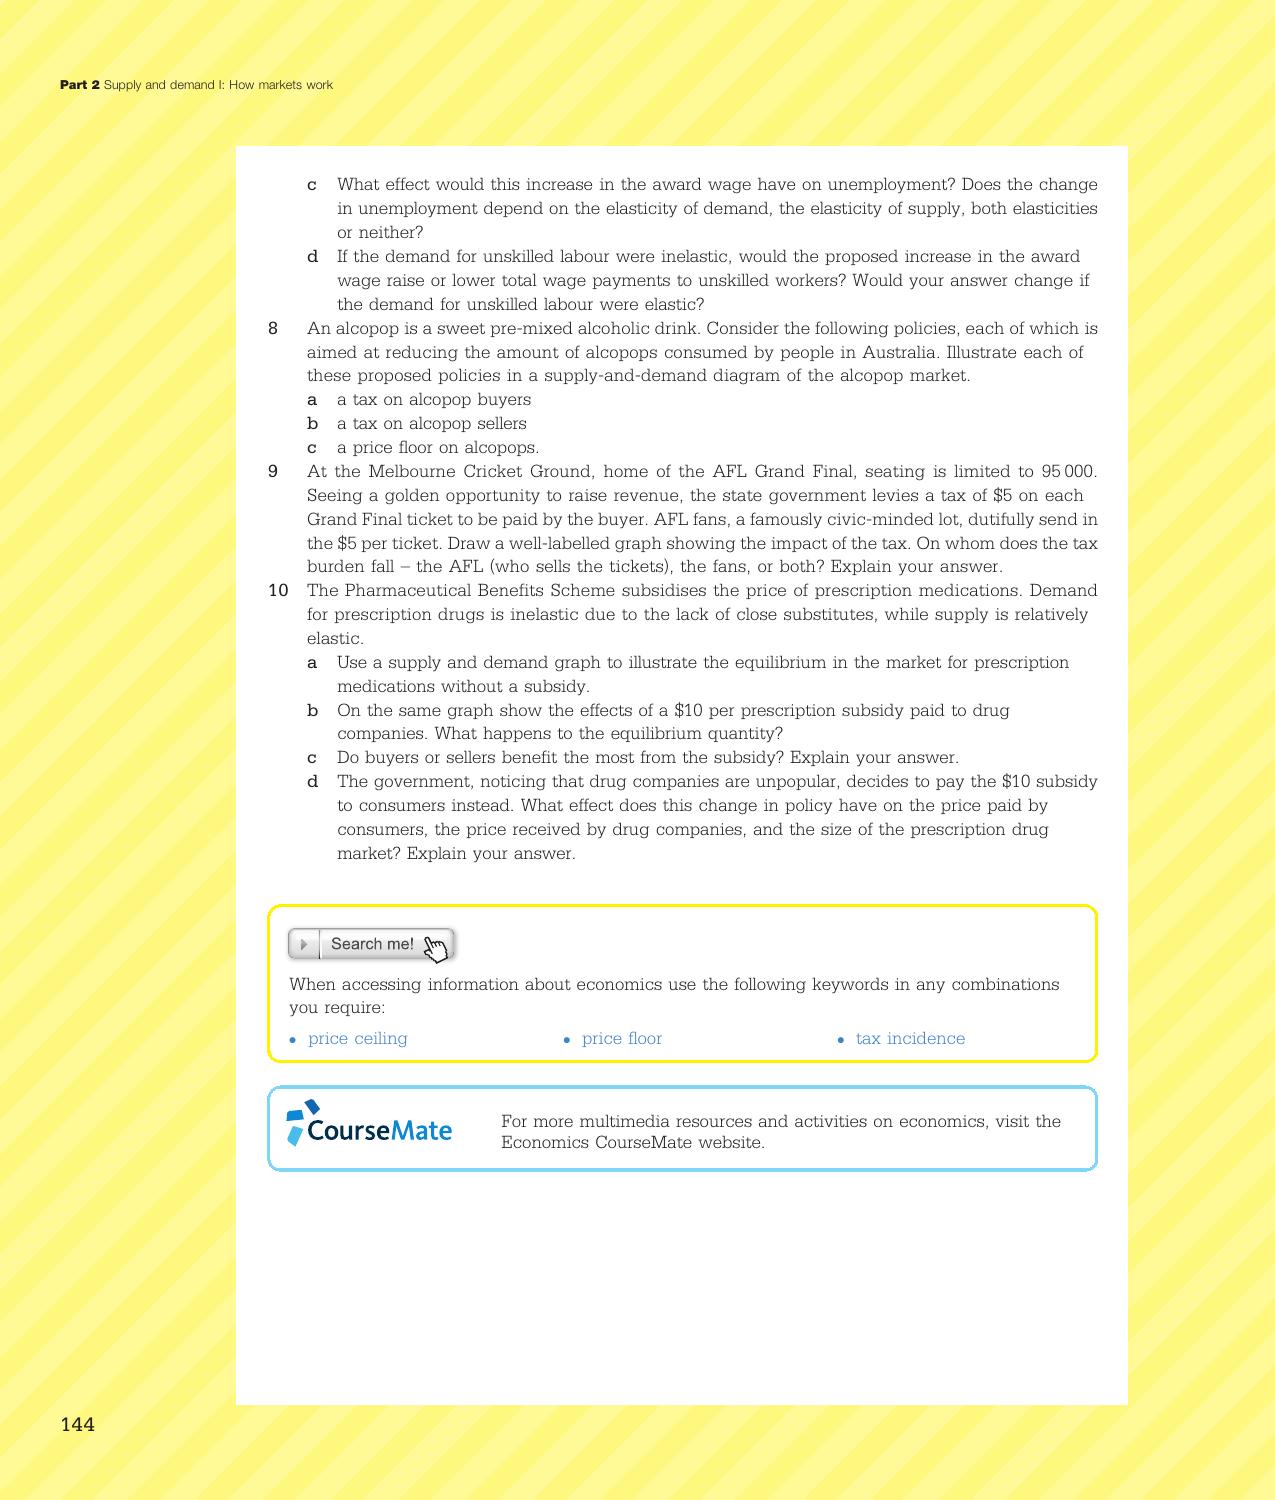 Part 2 Supply and demand I: How markets work
c What effect would this increase in the award wage have on unemployment? Does the change
in unemployment depend on the elasticity of demand, the elasticity of supply, both elasticities
or neither?
d If the demand for unskilled labour were inelastic, would the proposed increase in the award
wage raise or lower total wage payments to unskilled workers? Would your answer change if
the demand for unskilled labour were elastic?
8 An alcopop is a sweet pre-mixed alcoholic drink. Consider the following policies, each of which is
aimed at reducing the amount of alcopops consumed by people in Australia. Illustrate each of
these proposed policies in a supply-and-demand diagram of the alcopop market.
a a tax on alcopop buyers
b a tax on alcopop sellers
c a price floor on alcopops.
9 At the Melbourne Cricket Ground, home of the AFL Grand Final, seating is limited to 95 000.
Seeing a golden opportunity to raise revenue, the state government levies a tax of $5 on each
Grand Final ticket to be paid by the buyer. AFL fans, a famously civic-minded lot, dutifully send in
the $5 per ticket. Draw a well-labelled graph showing the impact of the tax. On whom does the tax
burden fall – the AFL (who sells the tickets), the fans, or both? Explain your answer.
10 The Pharmaceutical Benefits Scheme subsidises the price of prescription medications. Demand
for prescription drugs is inelastic due to the lack of close substitutes, while supply is relatively
elastic.
a Use a supply and demand graph to illustrate the equilibrium in the market for prescription
medications without a subsidy.
b On the same graph show the effects of a $10 per prescription subsidy paid to drug
companies. What happens to the equilibrium quantity?
c Do buyers or sellers benefit the most from the subsidy? Explain your answer.
d The government, noticing that drug companies are unpopular, decides to pay the $10 subsidy
to consumers instead. What effect does this change in policy have on the price paid by
consumers, the price received by drug companies, and the size of the prescription drug
market? Explain your answer.
Search me!
When accessing information about economics use the following keywords in any combinations
you require:
• price ceiling • price floor • tax incidence
CourseMate
For more multimedia resources and activities on economics, visit the
Economics CourseMate website.
144